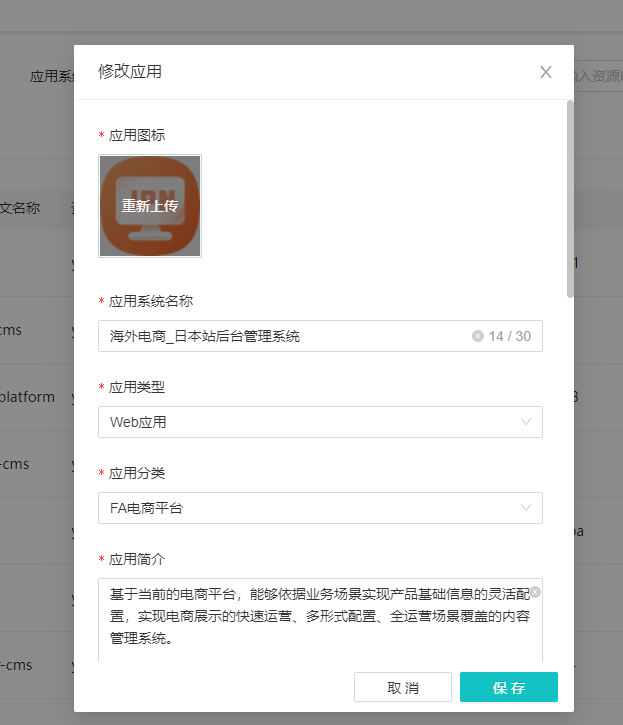 修改应用
* 应用图标
重新上传
* 应用系统名称
海外电商_日本站后台管理系统
14 / 30
* 应用类型
Web应用
* 应用分类
FA电商平台
* 应用简介
基于当前的电商平台，能够依据业务场景实现产品基础信息的灵活配
置，实现电商展示的快速运营、多形式配置、全运营场景覆盖的内容
管理系统。
取 消
保 存
应用系
输入资源
文名称
cms
platform
-cms
r-cms